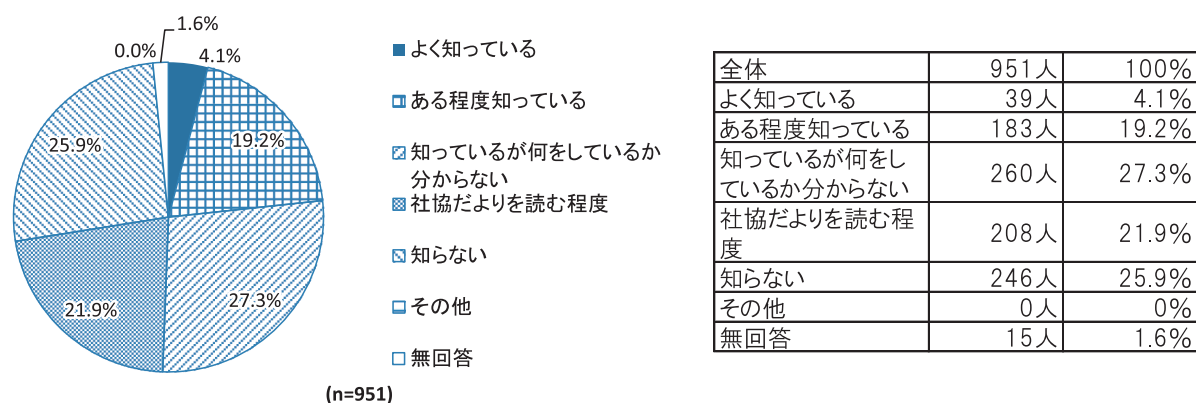 1.6%
0.0%
4.1%
19.2%
25.9%
27.3%
21.9%
よく知っている
ある程度知っている
知っているが何をしているか
分からない
社協だよりを読む程度
知らない
その他
無回答
(n=951)
全体 951人 100%
よく知っている 39人 4.1%
ある程度知っている 183人 19.2%
知っているが何をし
ているか分からない 260人 27.3%
社協だよりを読む程
度 208人 21.9%
知らない 246人 25.9%
その他 0人 0%
無回答 15人 1.6%